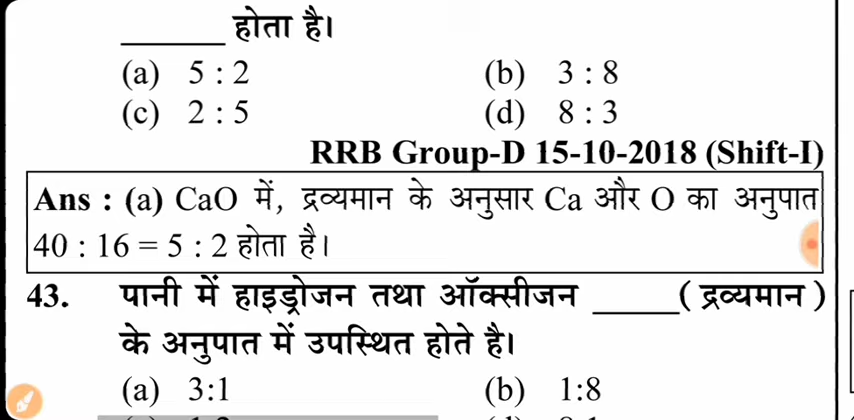 ______ होता है।
(a) 5 : 2 (b) 3 : 8
(c) 2 : 5 (d) 8 : 3
RRB Group-D 15-10-2018 (Shift-I)
Ans : (a) CaO में, द्रव्यमान के अनुसार Ca और O का अनुपात
40 : 16 = 5 : 2 होता है।
43. पानी में हाइड्रोजन तथा ऑक्सीजन _____( द्रव्यमान )
के अनुपात में उपस्थित होते है।
(a) 3:1 (b) 1:8